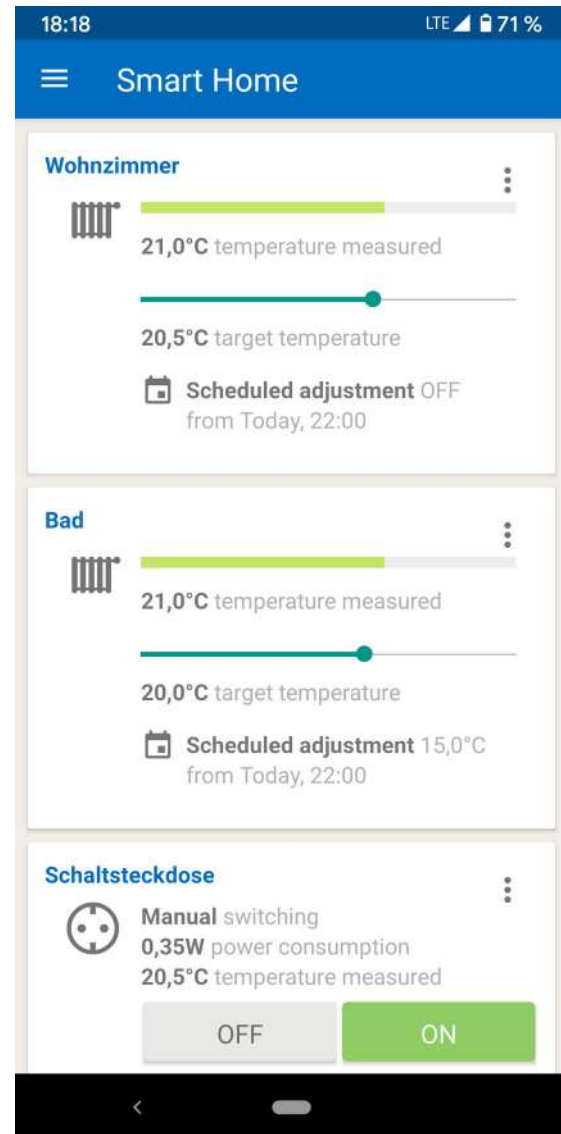 18:18 LTE 71 %
Smart Home
Wohnzimmer
21,0°C temperature measured
20,5°C target temperature
Scheduled adjustment OFF
from Today, 22:00
Bad
21,0°C temperature measured
20,0°C target temperature
Scheduled adjustment 15,0°C
from Today, 22:00
Schaltsteckdose
Manual switching
0,35W power consumption
20,5°C temperature measured
OFF ON